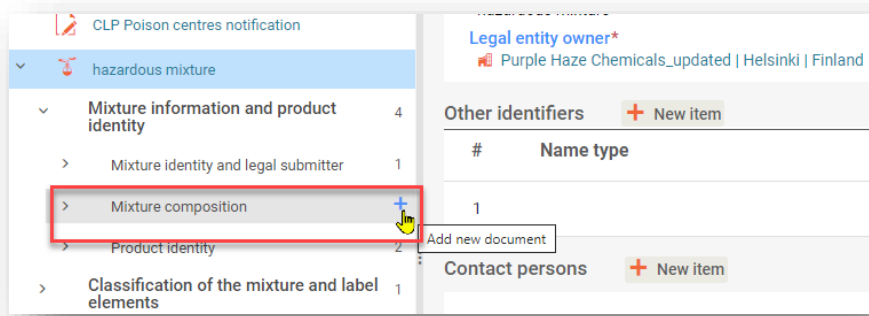 CLP Poison centres notification
hazardous mixture
Mixture information and product
identity
4
Mixture identity and legal submitter
1
Mixture composition
+
Add new document
Product identity
2
Classification of the mixture and label
elements
1
hazardous mixture
Legal entity owner*
Purple Haze Chemicals_updated | Helsinki | Finland
Other identifiers
+ New item
# Name type
1
Contact persons
+ New item